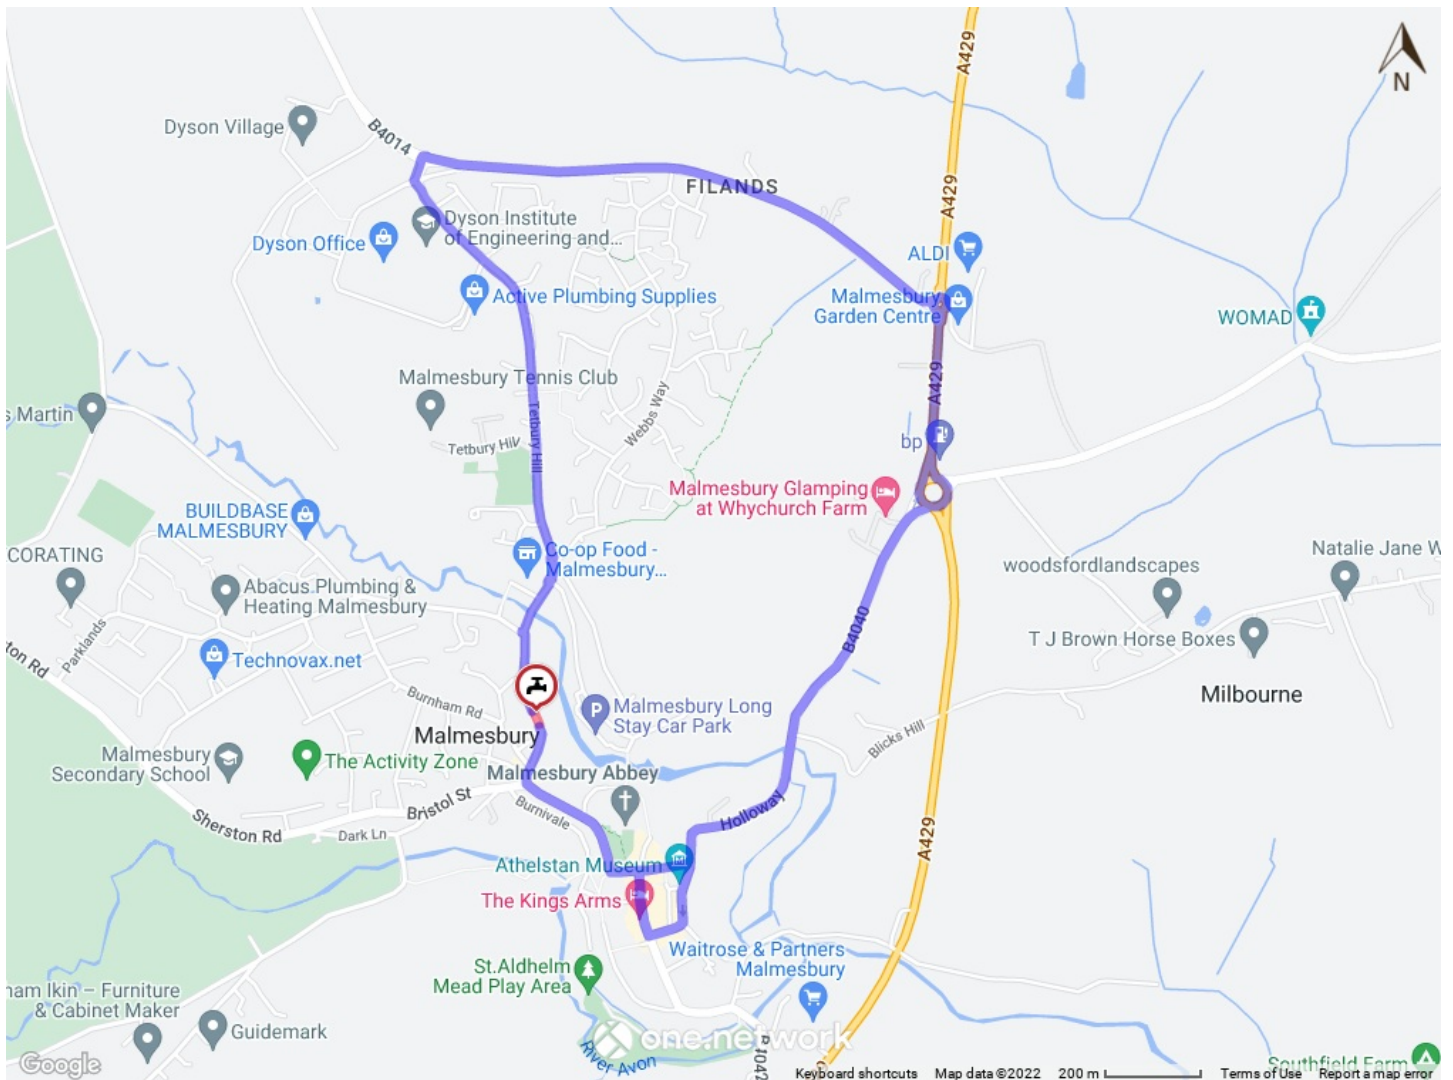 A429
N
Dyson Village
B4014
FILANDS
A429
Dyson Institute
of Engineering and...
Dyson Office
ALDI
Active Plumbing Supplies
Malmesbury
Garden Centre
WOMAD
A429
Malmesbury Tennis Club
s Martin
Webbs Way
Tetbury Hill
Tetbury Hil
bp
Malmesbury Glamping
at Whychurch Farm
BUILDBASE
MALMESBURY
CORATING
Co-op Food -
Malmesbury...
Natalie Jane W
woodsfordlandscapes
Abacus Plumbing &
Heating Malmesbury
B4040
T J Brown Horse Boxes
Parklands
ton Rd
Technovax.net
Milbourne
Burnham Rd
Malmesbury Long
Stay Car Park
P
Malmesbury
Blicks Hill
Malmesbury
Secondary School
The Activity Zone
Malmesbury Abbey
Bristol St
Burnivale
Holloway
Sherston Rd
Dark Ln
A429
Athelstan Museum
The Kings Arms
Waitrose & Partners
Malmesbury
St.Aldhelm
Mead Play Area
ham Ikin – Furniture
& Cabinet Maker
Guidemark
one.network
River Avon
Southfield Farm
Google
Keyboard shortcuts
Map data ©2022
200 m
Terms of Use
Report a map error